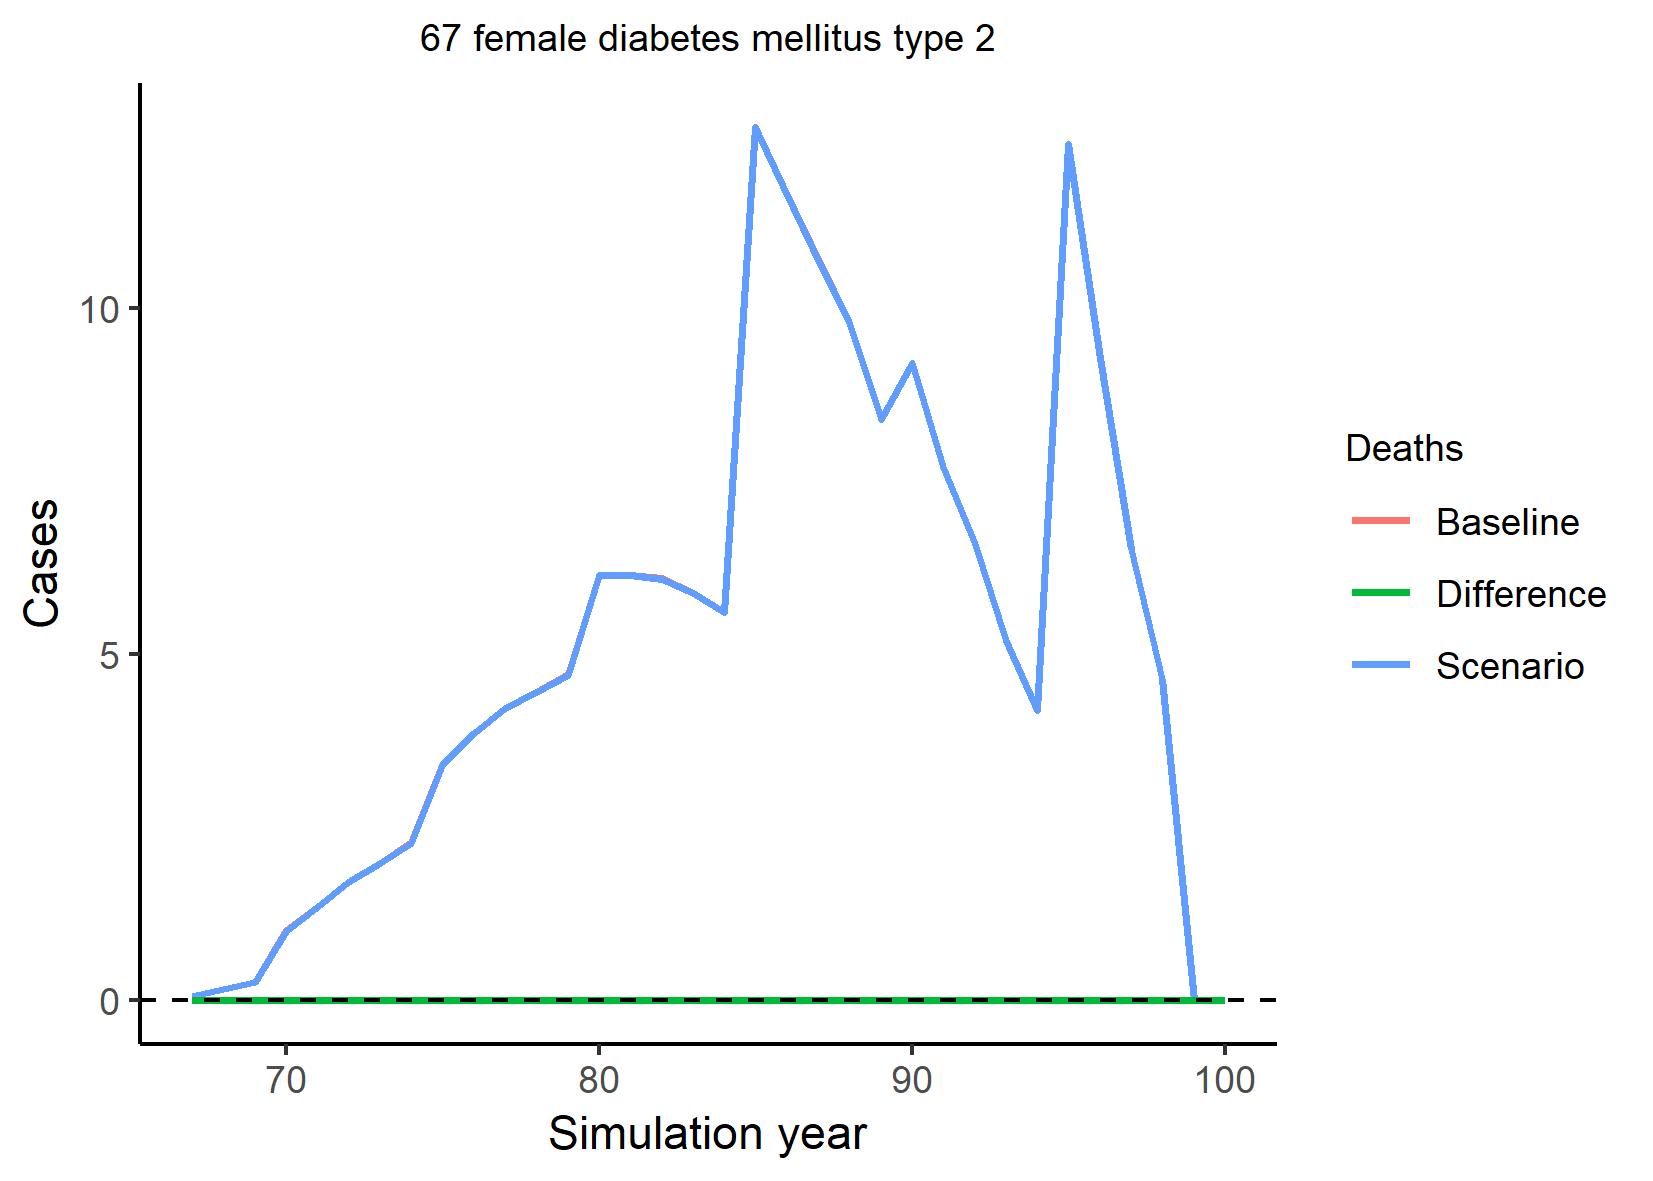 67 female diabetes mellitus type 2
Cases
10
5
0
70
80
90
100
Simulation year
Deaths
Baseline
Difference
Scenario